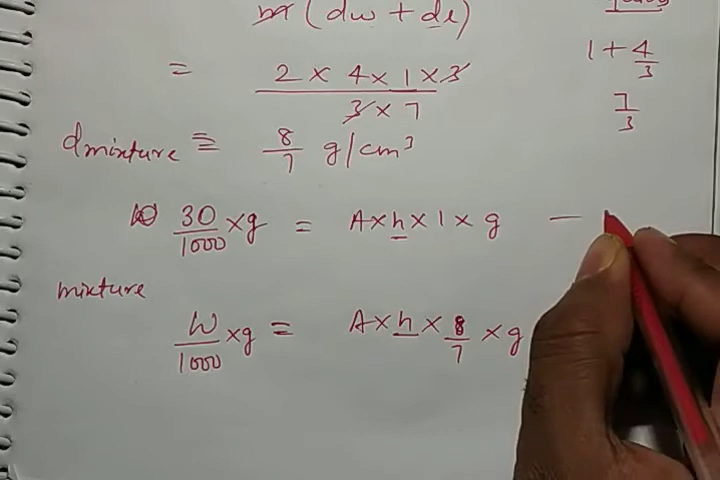 m (dw + dl)
1 + 4/3
= 2 × 4 × 1 × 3 / 3 × 7
7/3
dmixture = 8/7 g/cm³
30/1000 × g = A × h × 1 × g —
mixture
W/1000 × g = A × h × 8/7 × g